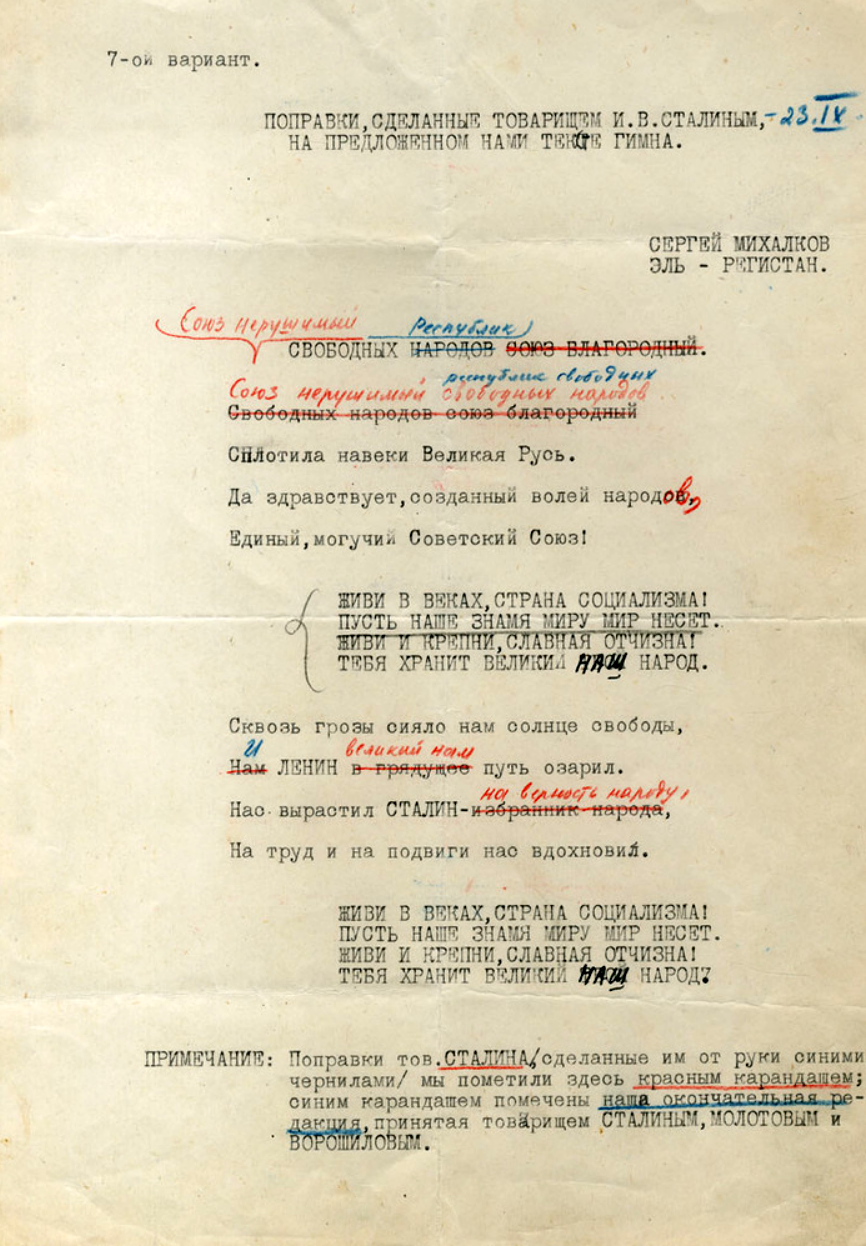 7-ой вариант.
ПОПРАВКИ,СДЕЛАННЫЕ ТОВАРИЩЕМ И.В.СТАЛИНЫМ,-23.IX
НА ПРЕДЛОЖЕННОМ НАМИ ТЕКСТЕ ГИМНА.
СЕРГЕЙ МИХАЛКОВ
ЭЛЬ - РЕГИСТАН.
Союз нерушимый Республик
СВОБОДНЫХ НАРОДОВ СОЮЗ БЛАГОРОДНЫЙ.
республик свободных
Союз нерушимый свободных народов
Свободных народов союз благородный
Сплотила навеки Великая Русь.
Да здравствует,созданный волей народов,
Единый,могучий Советский Союз!
ЖИВИ В ВЕКАХ,СТРАНА СОЦИАЛИЗМА!
ПУСТЬ НАШЕ ЗНАМЯ МИРУ МИР НЕСЕТ.
ЖИВИ И КРЕПНИ,СЛАВНАЯ ОТЧИЗНА!
ТЕБЯ ХРАНИТ ВЕЛИКИЙ НАШ НАРОД.
Сквозь грозы сияло нам солнце свободы,
И великий нам
Нам ЛЕНИН в грядущее путь озарил.
на верность народу,
Нас вырастил СТАЛИН-избранник народа,
На труд и на подвиги нас вдохновил.
ЖИВИ В ВЕКАХ,СТРАНА СОЦИАЛИЗМА!
ПУСТЬ НАШЕ ЗНАМЯ МИРУ МИР НЕСЕТ.
ЖИВИ И КРЕПНИ,СЛАВНАЯ ОТЧИЗНА!
ТЕБЯ ХРАНИТ ВЕЛИКИЙ НАШ НАРОД.
ПРИМЕЧАНИЕ: Поправки тов.СТАЛИНА/сделанные им от руки синими
чернилами/ мы пометили здесь красным карандашем;
синим карандашем помечены наша окончательная ре-
дакция,принятая товарищем СТАЛИНЫМ,МОЛОТОВЫМ и
ВОРОШИЛОВЫМ.